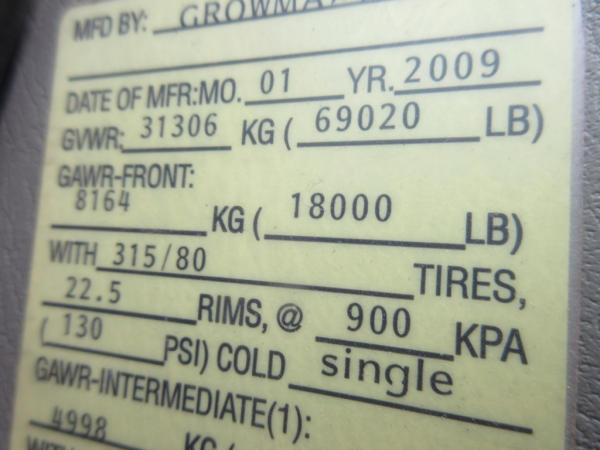 MFD BY:
DATE OF MFR:MO. 01 YR. 2009
GVWR: 31306 KG ( 69020 LB)
GAWR-FRONT:
8164 KG ( 18000 LB)
WITH 315/80 TIRES,
22.5 RIMS, @ 900 KPA
( 130 PSI) COLD single
GAWR-INTERMEDIATE(1):
4998 KG (